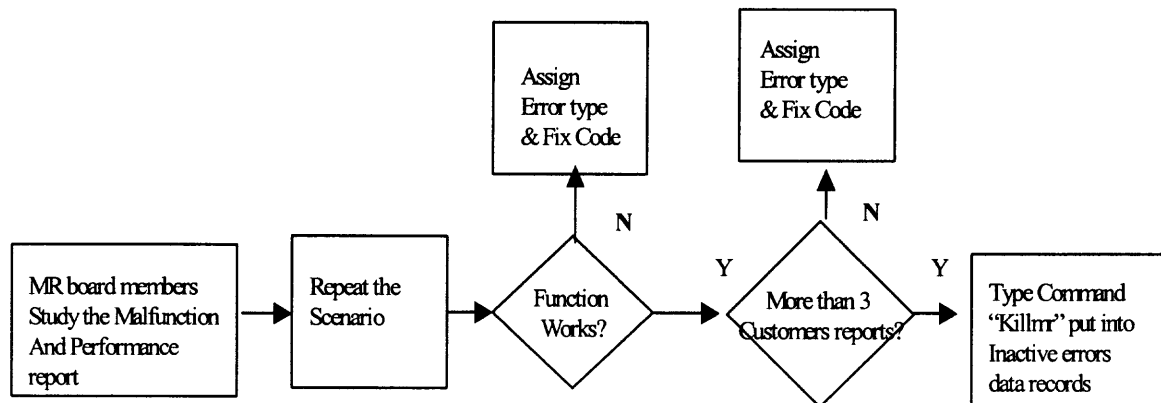 MR board members
Study the Malfunction
And Performance
report
Repeat the
Scenario
Function
Works?
N
Assign
Error type
& Fix Code
Y
More than 3
Customers reports?
N
Assign
Error type
& Fix Code
Y
Type Command
“Killmr” put into
Inactive errors
data records